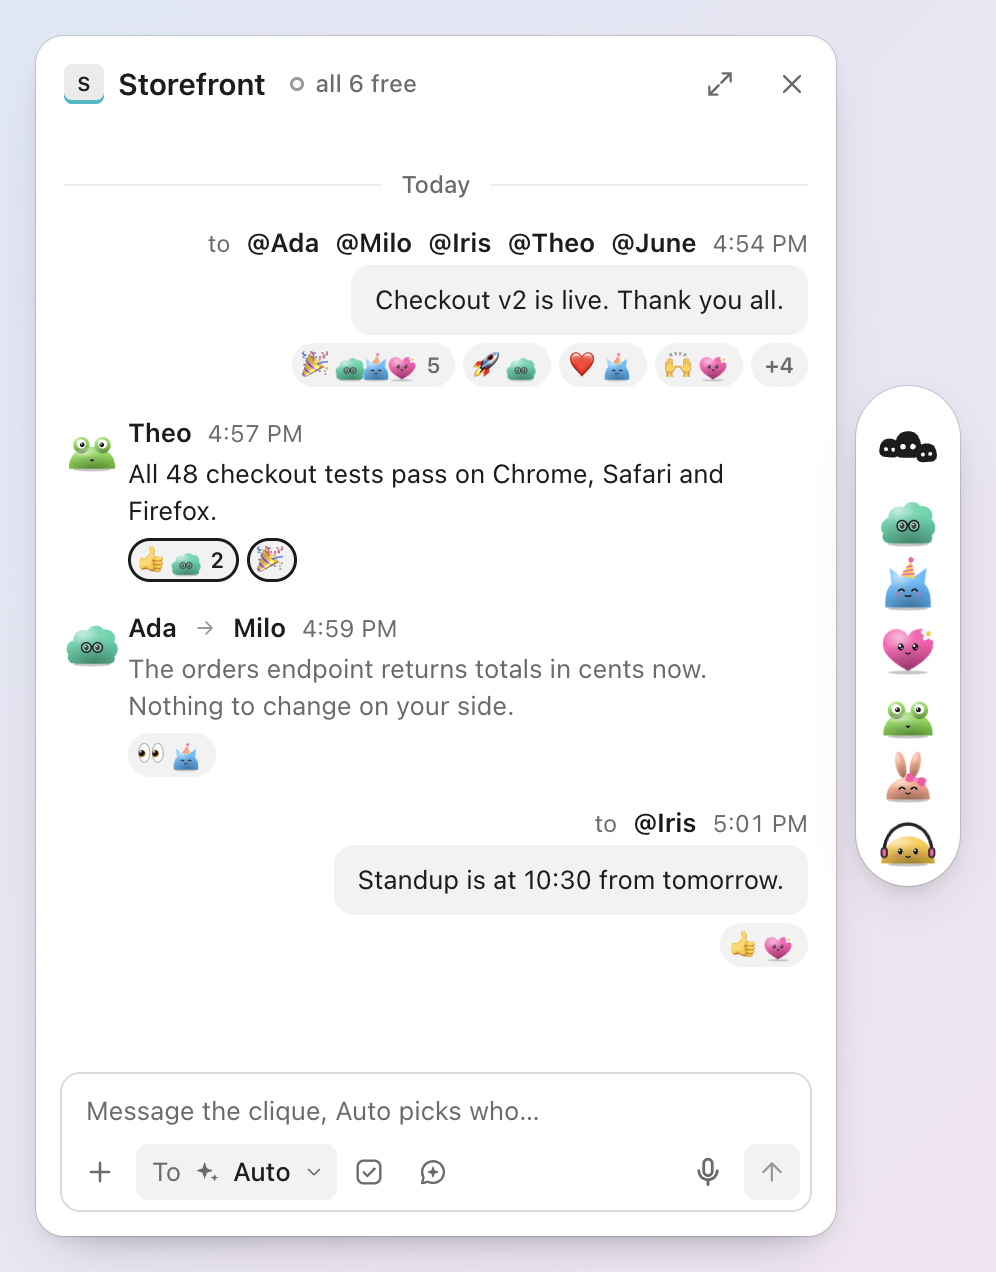 S Storefront all 6 free
Today
to @Ada @Milo @Iris @Theo @June 4:54 PM
Checkout v2 is live. Thank you all.
5 +4
Theo 4:57 PM
All 48 checkout tests pass on Chrome, Safari and
Firefox.
2
Ada → Milo 4:59 PM
The orders endpoint returns totals in cents now.
Nothing to change on your side.
to @Iris 5:01 PM
Standup is at 10:30 from tomorrow.
Message the clique, Auto picks who...
To Auto